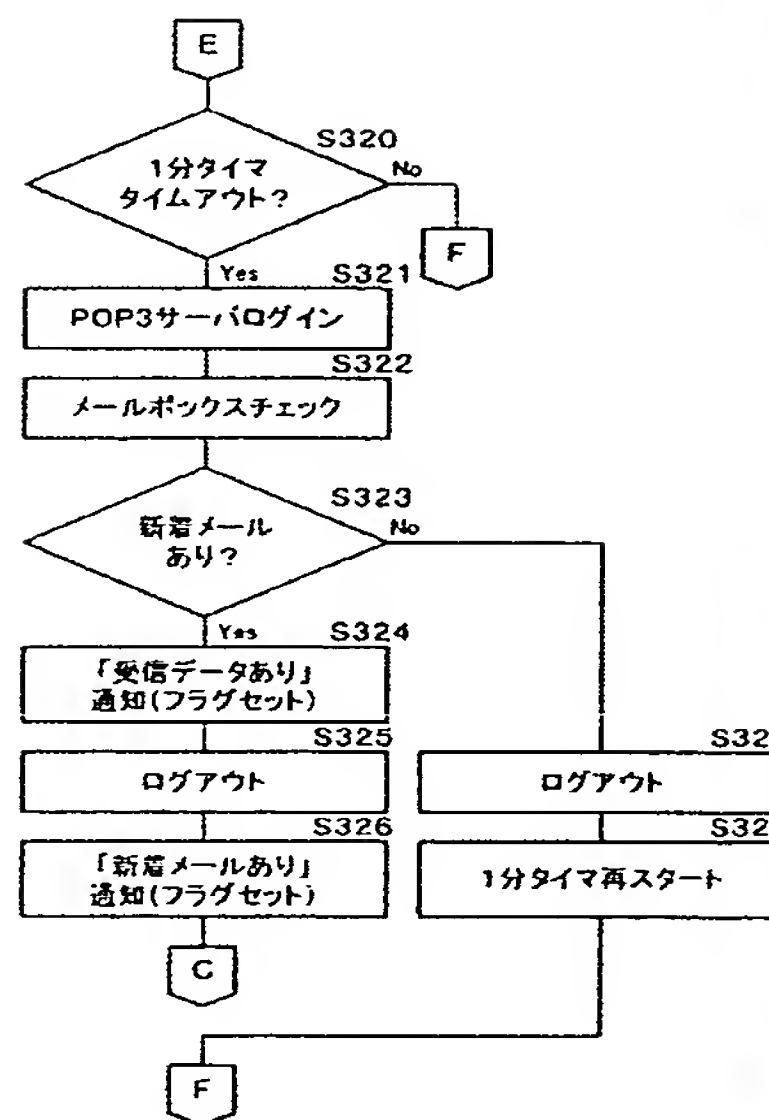 E
S320
1分タイマ
タイムアウト?
No
F
Yes
S321
POP3サーバログイン
S322
メールボックスチェック
S323
新着メール
あり?
No
Yes
S324
「受信データあり」
通知(フラグセット)
S325
ログアウト
S32
ログアウト
S326
「新着メールあり」
通知(フラグセット)
S32
1分タイマ再スタート
C
F